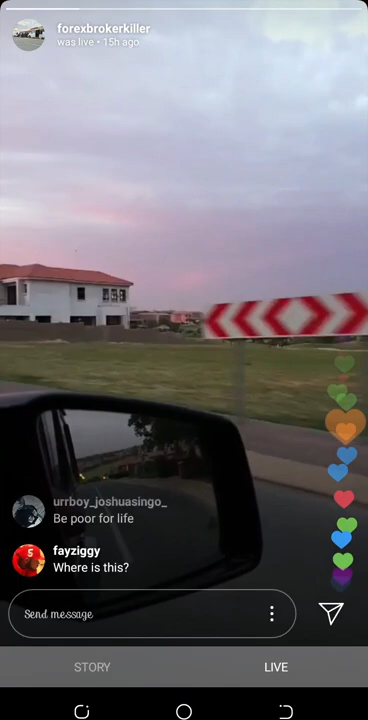 forexbrokerkiller
was live • 15h ago
urrboy_joshuasingo_
Be poor for life
fayziggy
Where is this?
Send message
STORY
LIVE